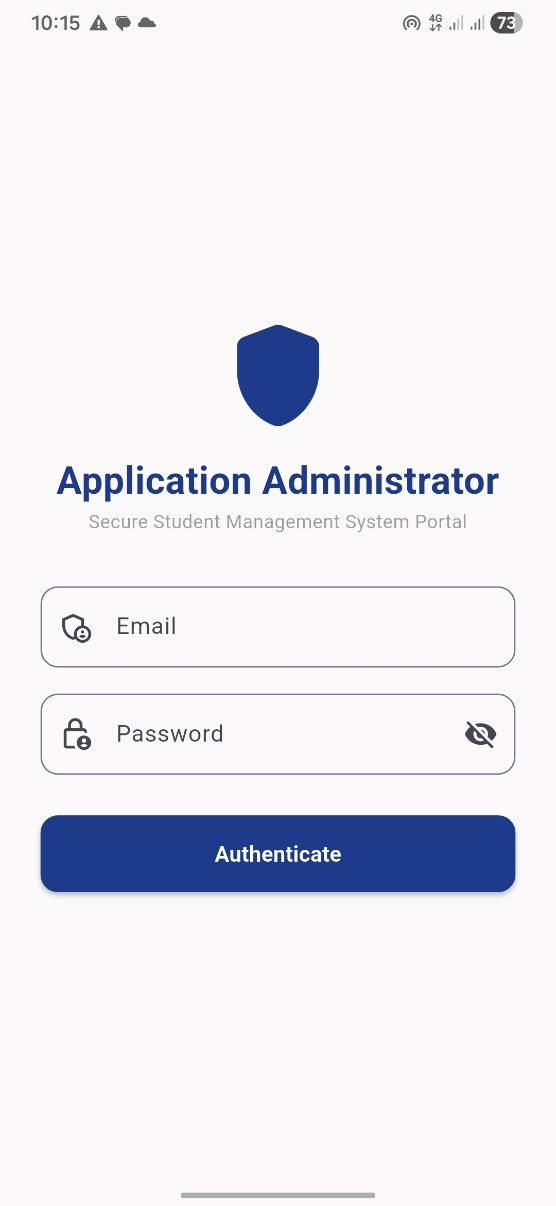 10:15 4G 73
Application Administrator
Secure Student Management System Portal
Email
Password
Authenticate